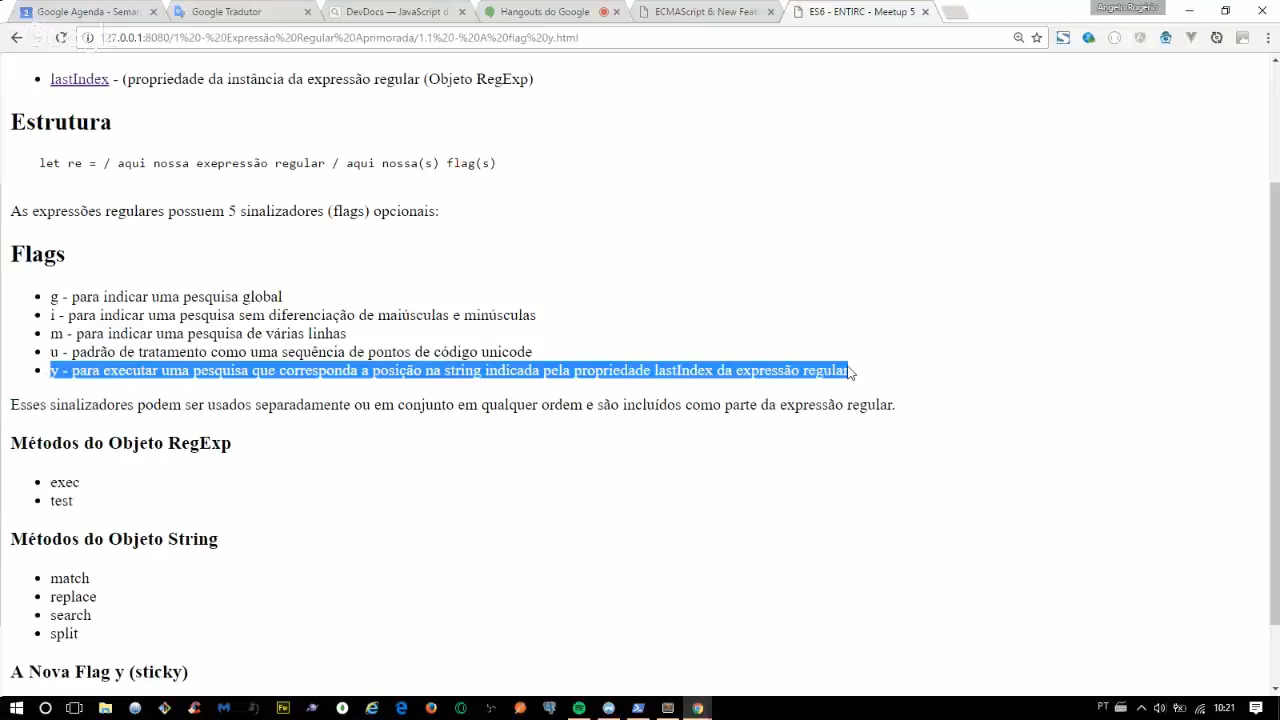 Google Agenda - Seman
Google Tradutor
DevDocs — JavaScript d
Hangouts do Google
ECMAScript 6: New Feat
ES6 - ENTIRC - Meetup 5
Angelo Rogério
127.0.0.1:8080/1%20-%20Expressão%20Regular%20Aprimorada/1.1%20-%20A%20flag%20y.html
• lastIndex - (propriedade da instância da expressão regular (Objeto RegExp)
Estrutura
let re = / aqui nossa exepressão regular / aqui nossa(s) flag(s)
As expressões regulares possuem 5 sinalizadores (flags) opcionais:
Flags
• g - para indicar uma pesquisa global
• i - para indicar uma pesquisa sem diferenciação de maiúsculas e minúsculas
• m - para indicar uma pesquisa de várias linhas
• u - padrão de tratamento como uma sequência de pontos de código unicode
• y - para executar uma pesquisa que corresponda a posição na string indicada pela propriedade lastIndex da expressão regular
Esses sinalizadores podem ser usados separadamente ou em conjunto em qualquer ordem e são incluídos como parte da expressão regular.
Métodos do Objeto RegExp
• exec
• test
Métodos do Objeto String
• match
• replace
• search
• split
A Nova Flag y (sticky)
PT
10:21